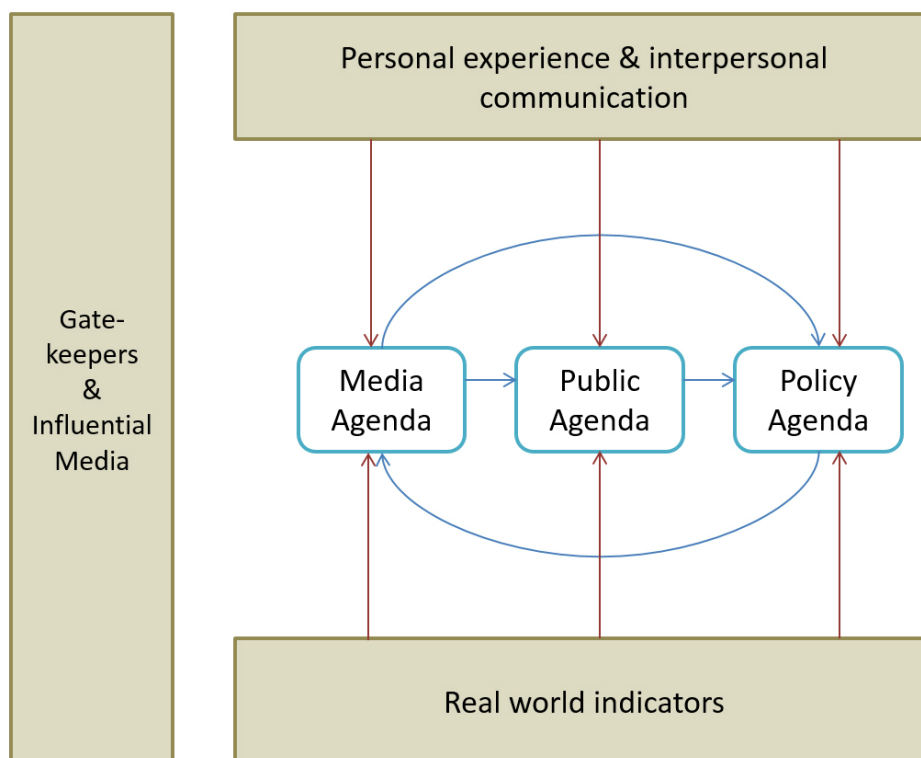 Personal experience & interpersonal
communication
Gate-
keepers
&
Influential
Media
Media
Agenda
Public
Agenda
Policy
Agenda
Real world indicators